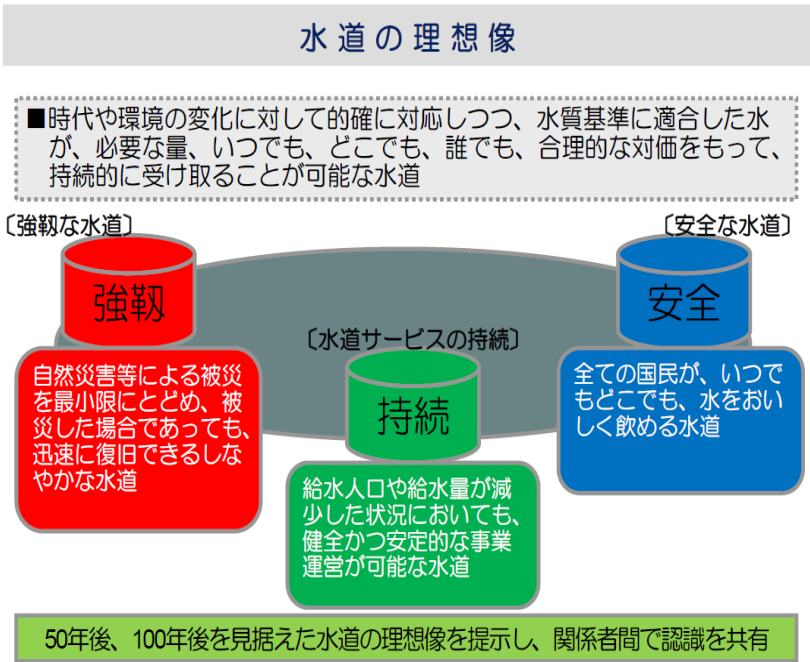 水道の理想像
■時代や環境の変化に対して的確に対応しつつ、水質基準に適合した水
が、必要な量、いつでも、どこでも、誰でも、合理的な対価をもって、
持続的に受け取ることが可能な水道
〔強靱な水道〕
〔安全な水道〕
強靱
安全
〔水道サービスの持続〕
持続
自然災害等による被災
を最小限にとどめ、被
災した場合であっても、
迅速に復旧できるしな
やかな水道
全ての国民が、いつで
もどこでも、水をおい
しく飲める水道
給水人口や給水量が減
少した状況においても、
健全かつ安定的な事業
運営が可能な水道
50年後、100年後を見据えた水道の理想像を提示し、関係者間で認識を共有